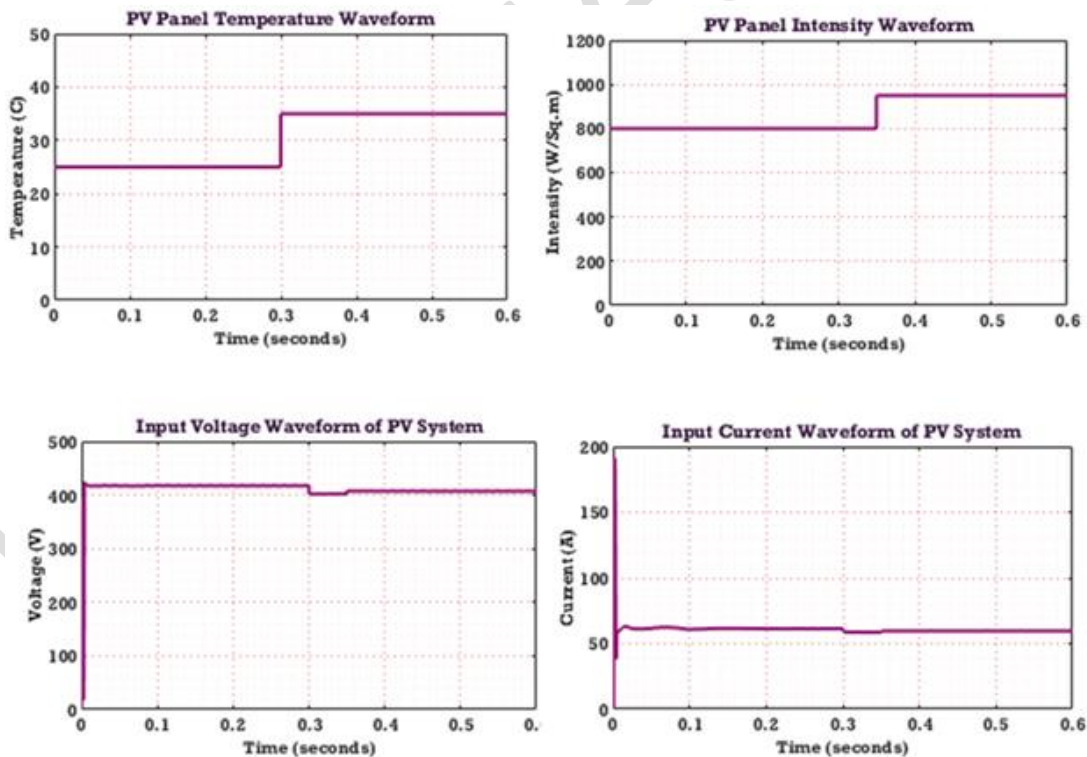 PV Panel Temperature Waveform
50
40
30
20
10
0
Temperature (C)
0 0.1 0.2 0.3 0.4 0.5 0.6
Time (seconds)
PV Panel Intensity Waveform
1200
1000
800
600
400
200
0
Intensity (W/Sq.m)
0 0.1 0.2 0.3 0.4 0.5 0.6
Time (seconds)
Input Voltage Waveform of PV System
500
400
300
200
100
0
Voltage (V)
0 0.1 0.2 0.3 0.4 0.5 0.
Time (seconds)
Input Current Waveform of PV System
200
150
100
50
0
Current (A)
0 0.1 0.2 0.3 0.4 0.5 0.6
Time (seconds)